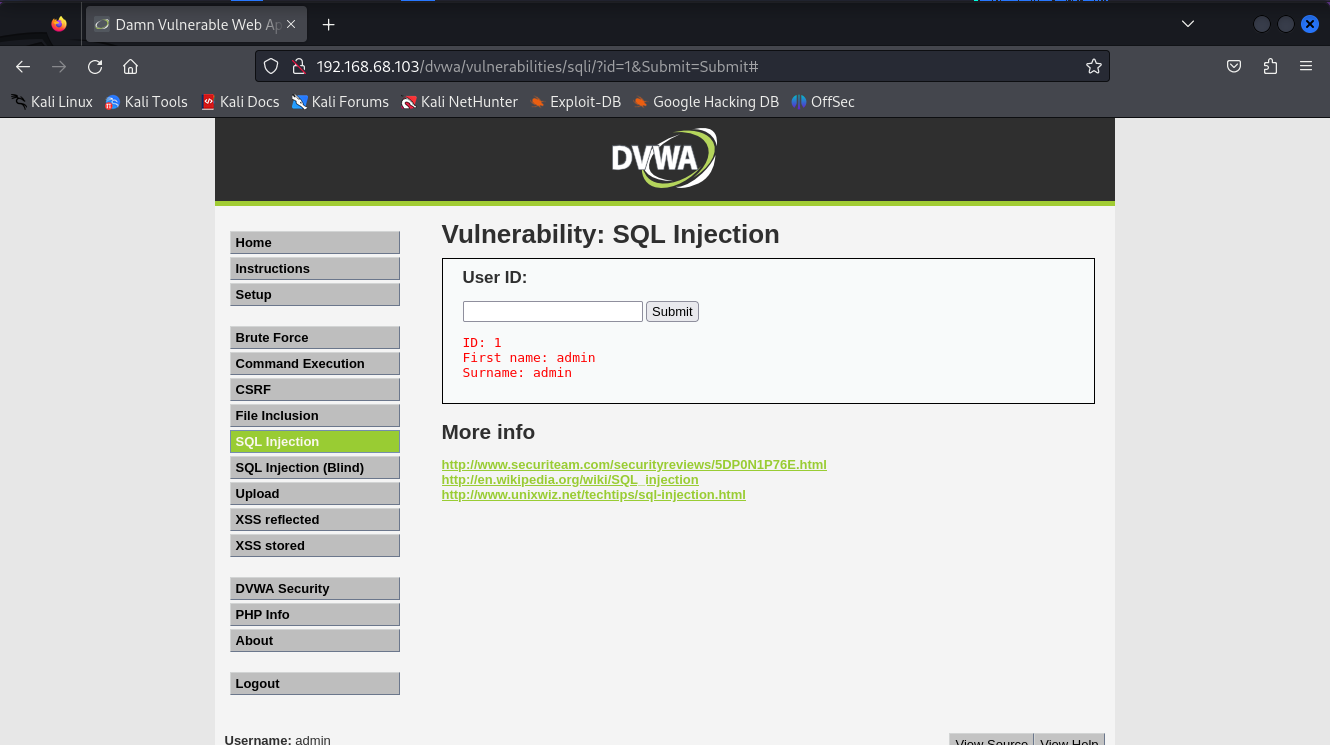 Damn Vulnerable Web Ap
192.168.68.103/dvwa/vulnerabilities/sqli/?id=1&Submit=Submit#
Kali Linux Kali Tools Kali Docs Kali Forums Kali NetHunter Exploit-DB Google Hacking DB OffSec
DVWA
Home
Instructions
Setup
Brute Force
Command Execution
CSRF
File Inclusion
SQL Injection
SQL Injection (Blind)
Upload
XSS reflected
XSS stored
DVWA Security
PHP Info
About
Logout
Vulnerability: SQL Injection
User ID:
Submit
ID: 1
First name: admin
Surname: admin
More info
http://www.securiteam.com/securityreviews/5DP0N1P76E.html
http://en.wikipedia.org/wiki/SQL_injection
http://www.unixwiz.net/techtips/sql-injection.html
Username: admin
View Source View Help